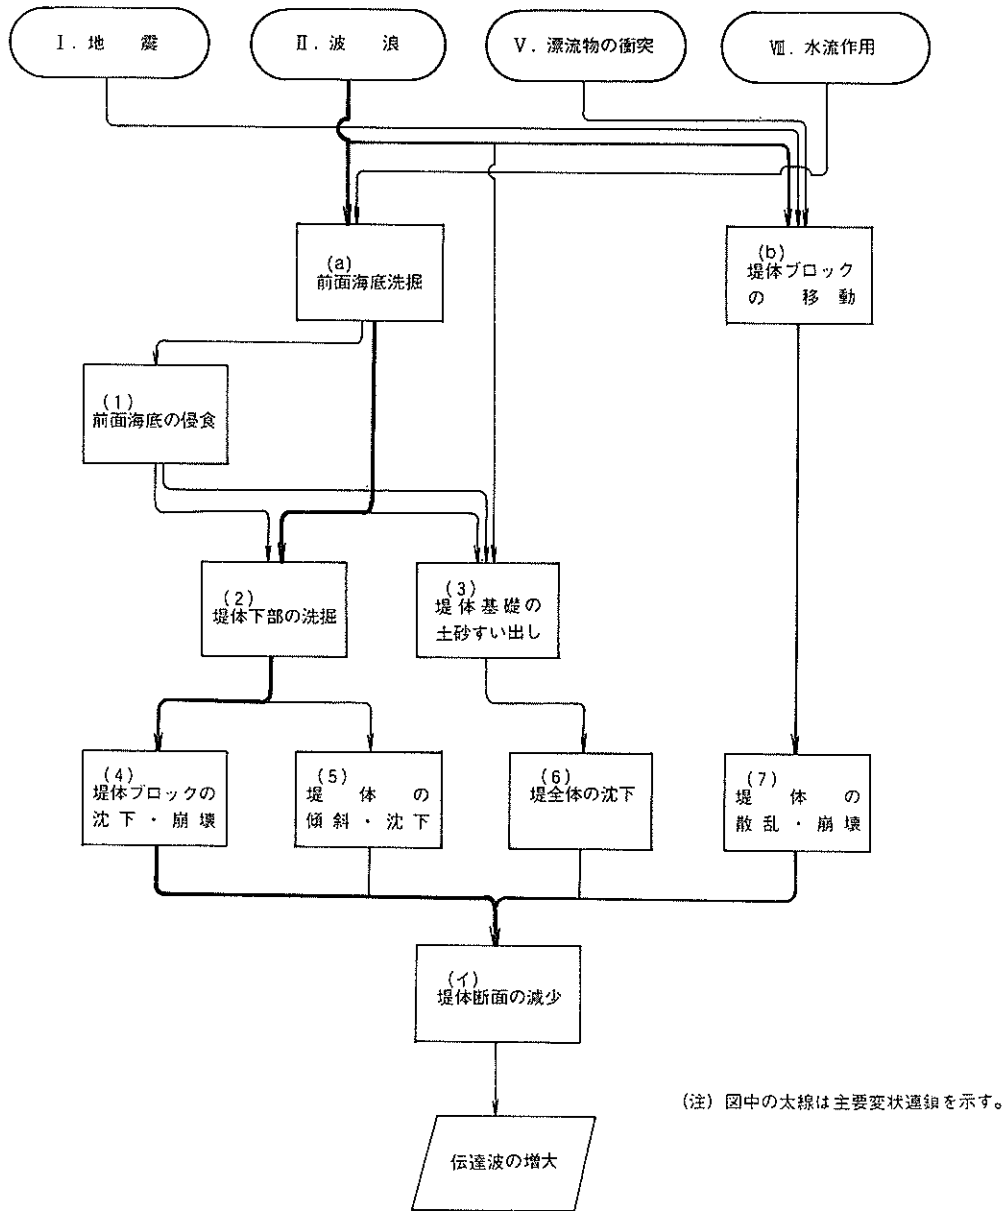 Ⅰ. 地 震
Ⅱ. 波 浪
Ⅴ. 漂流物の衝突
Ⅶ. 水流作用
(a)
前面海底洗掘
(b)
堤体ブロック
の 移 動
(1)
前面海底の侵食
(2)
堤体下部の洗掘
(3)
堤体基礎の
土砂すい出し
(4)
堤体ブロックの
沈下・崩壊
(5)
堤 体 の
傾斜・沈下
(6)
堤全体の沈下
(7)
堤 体 の
散乱・崩壊
(イ)
堤体断面の減少
(注) 図中の太線は主要変状連鎖を示す。
伝達波の増大